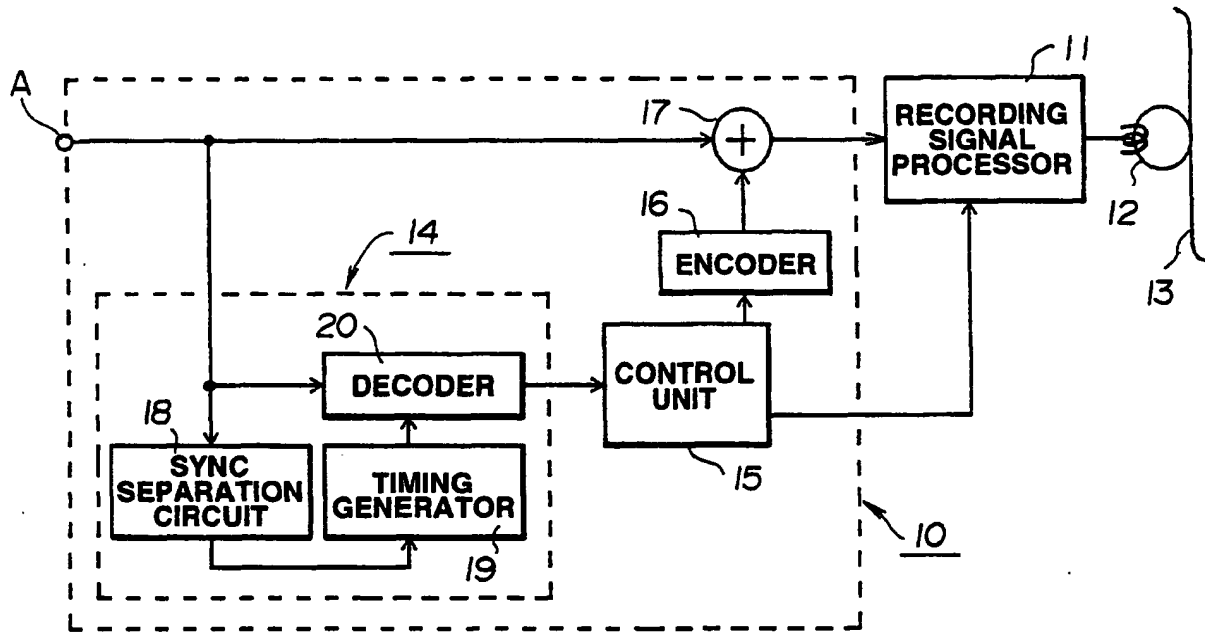 A
17
+
11
RECORDING
SIGNAL
PROCESSOR
12
13
16
ENCODER
14
20
DECODER
CONTROL
UNIT
15
18
SYNC
SEPARATION
CIRCUIT
TIMING
GENERATOR
19
10